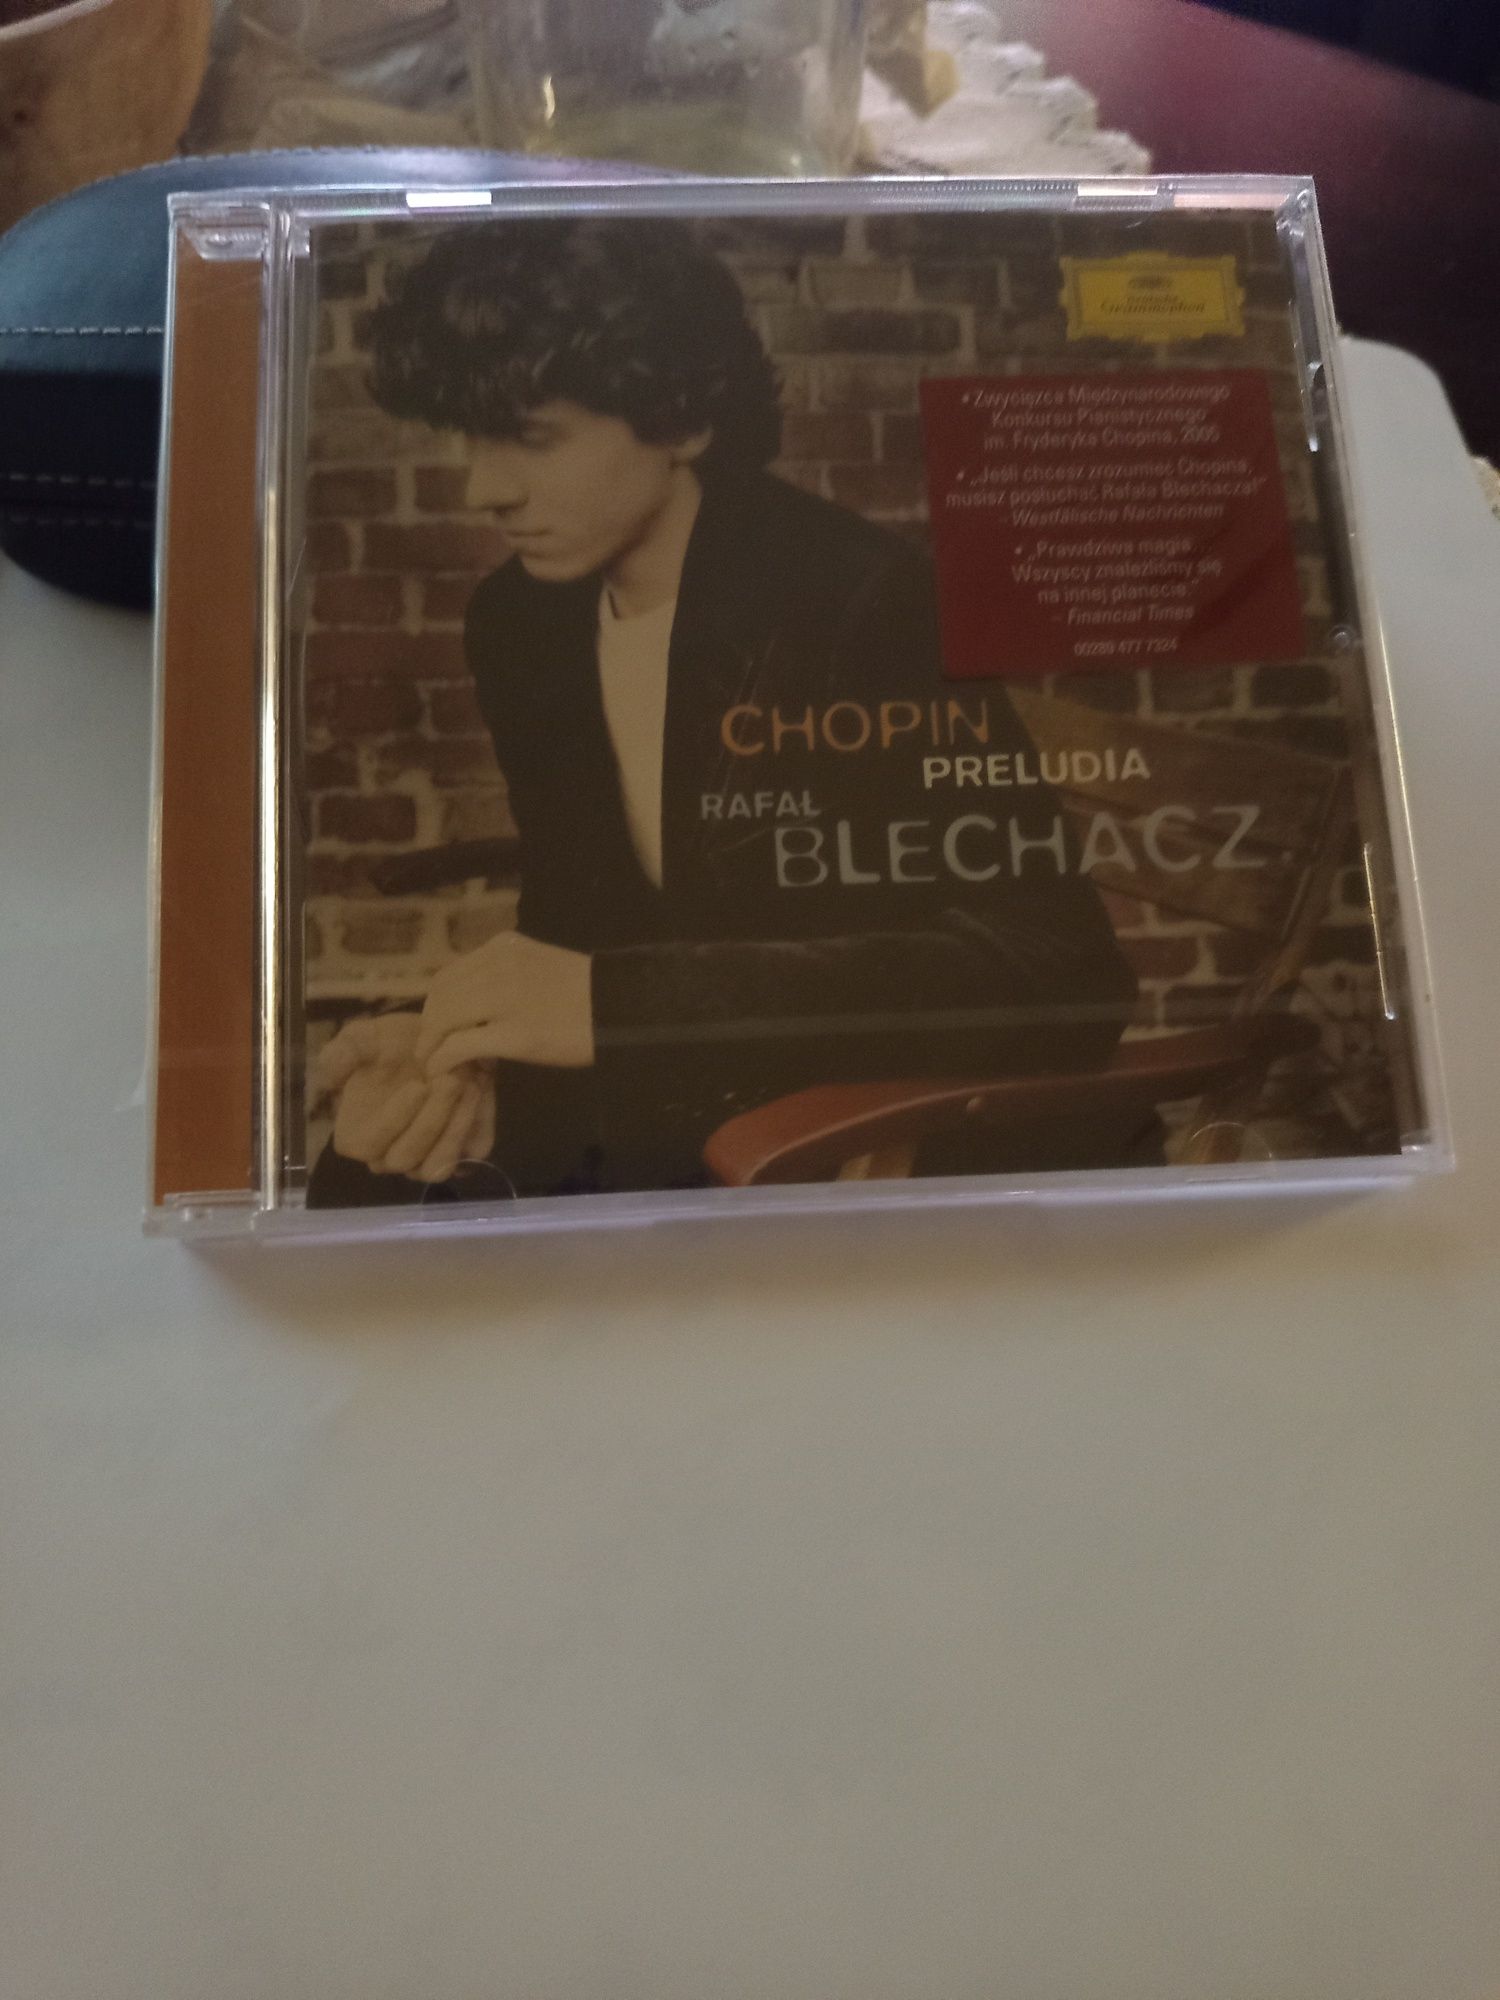 Deutsche
Grammophon
• Zwycięzca Międzynarodowego
Konkursu Pianistycznego
im. Fryderyka Chopina, 2005
• „Jeśli chcesz zrozumieć Chopina,
musisz posłuchać Rafała Blechacza!”
– Westfälische Nachrichten
• „Prawdziwa magia...
Wszyscy znaleźliśmy się
na innej planecie.”
– Financial Times
00289 477 7324
CHOPIN
PRELUDIA
RAFAŁ
BLECHACZ